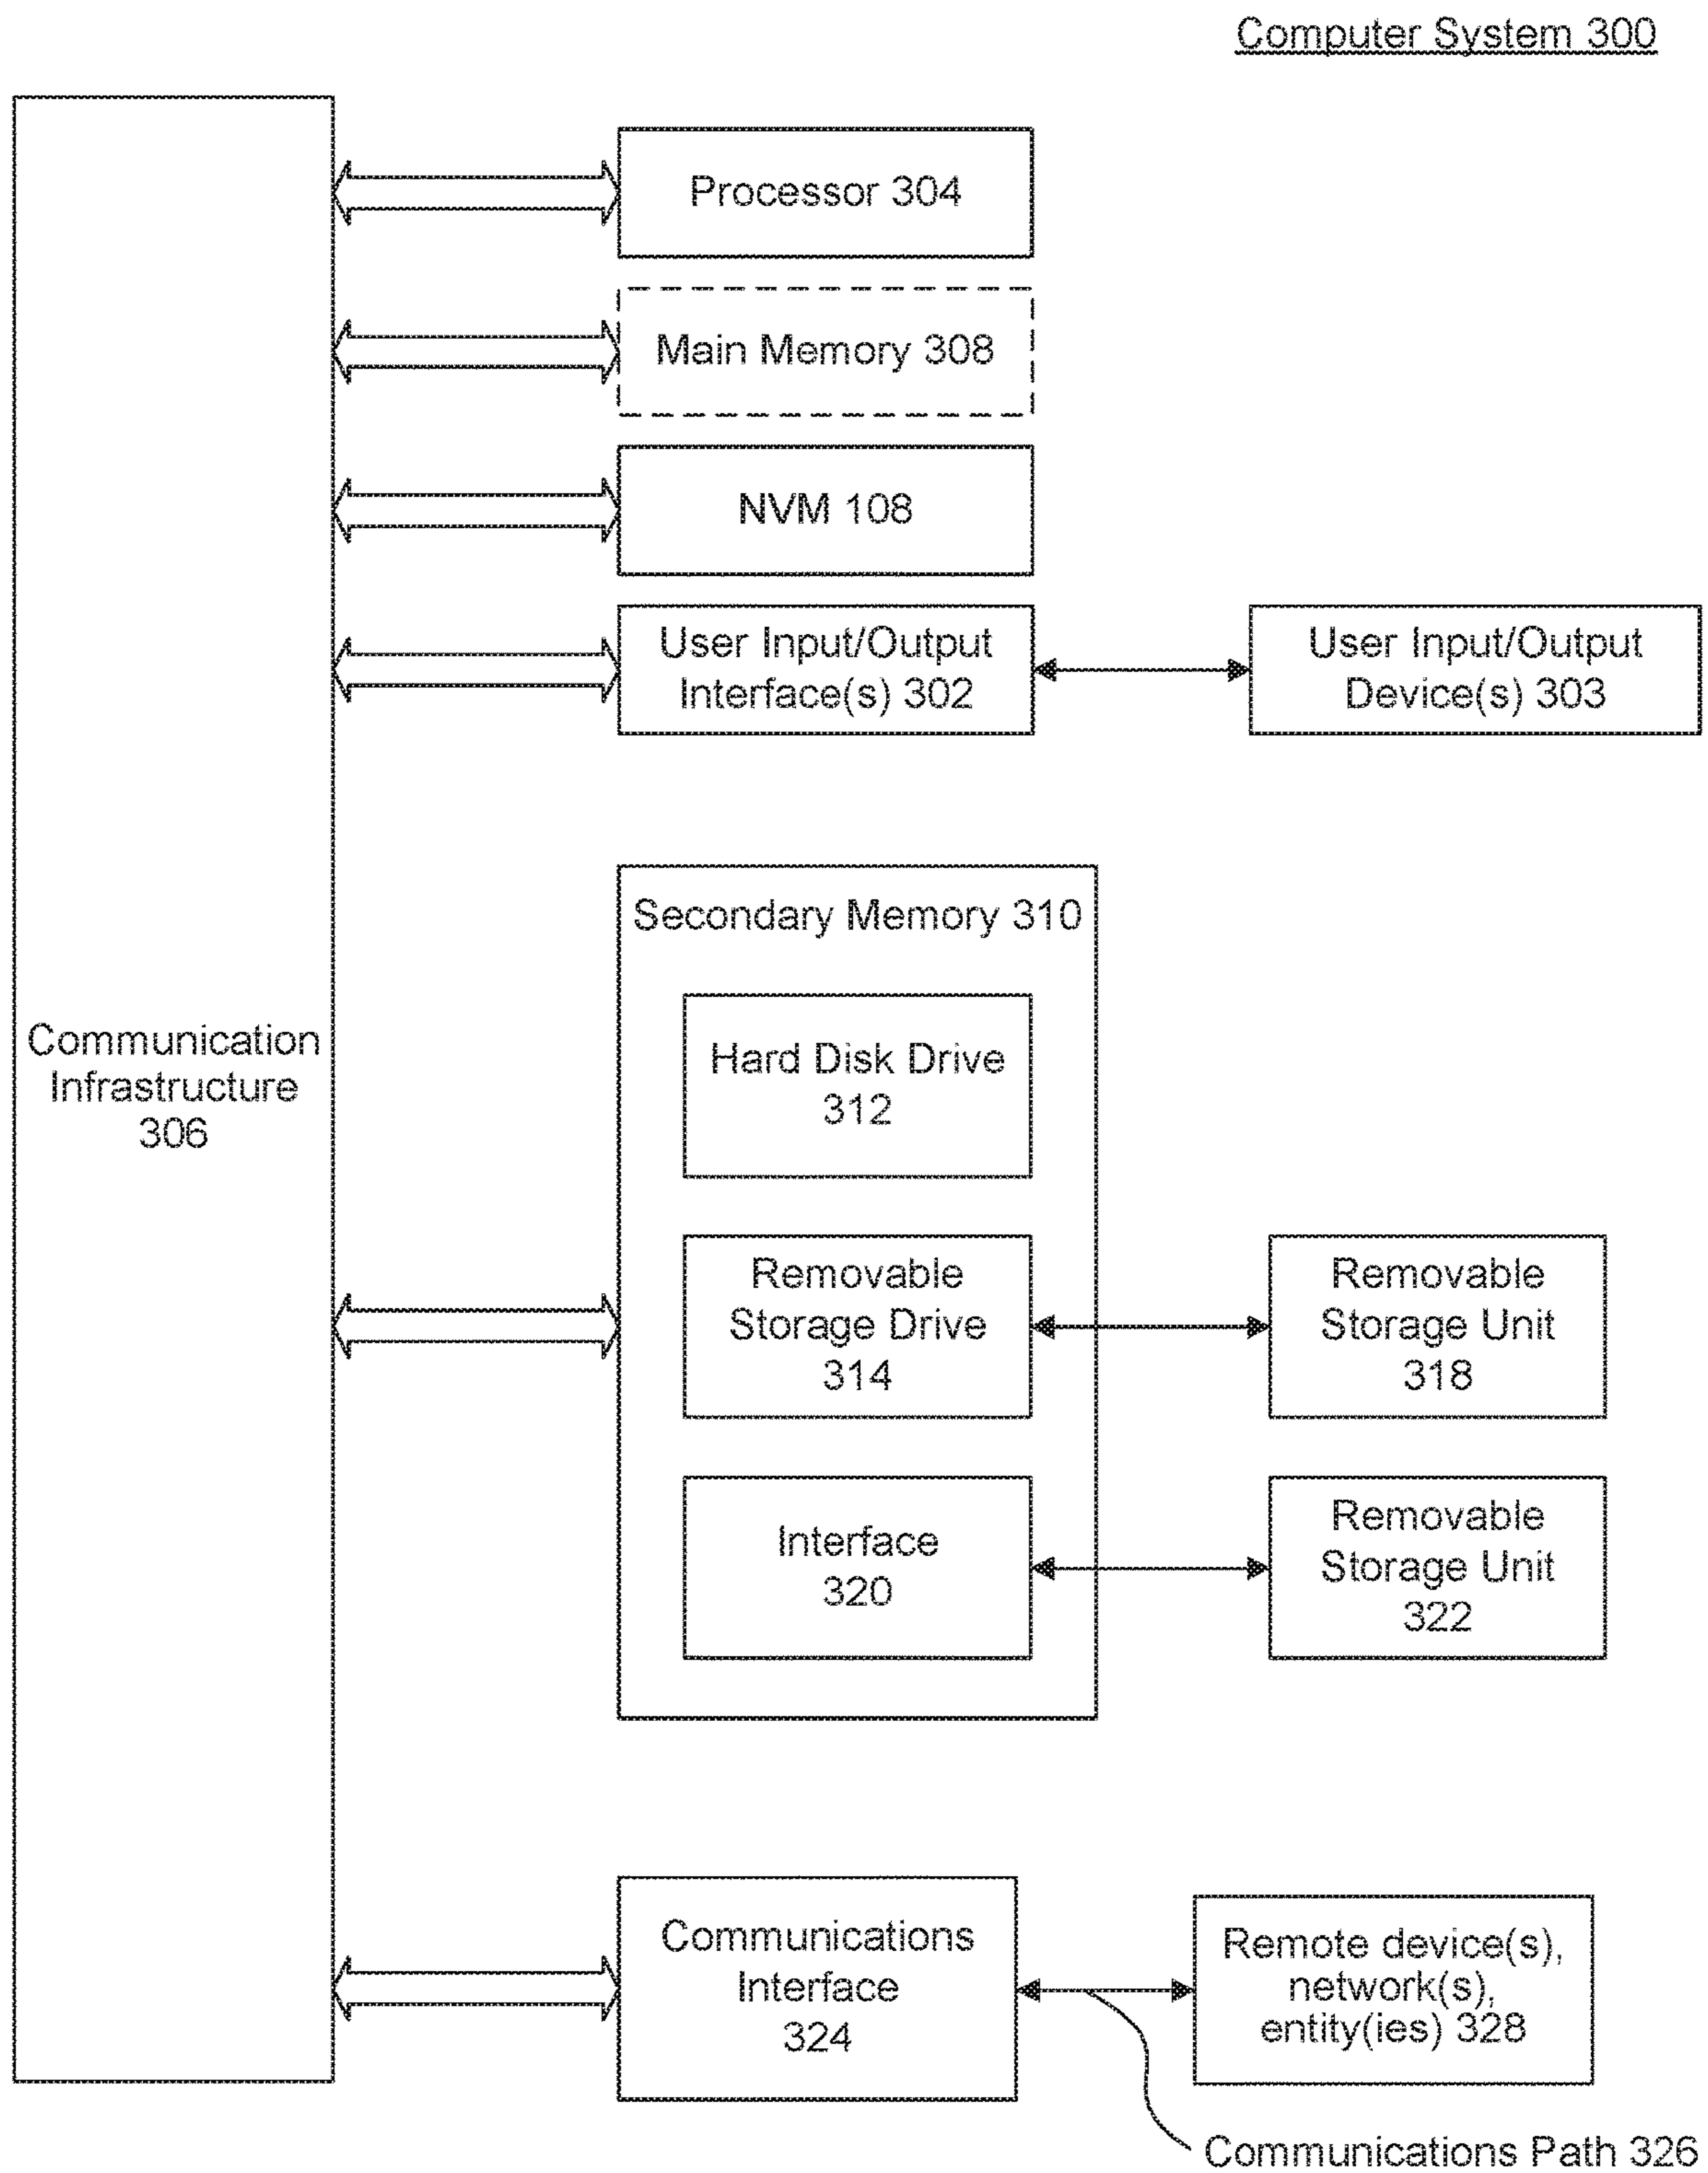 Computer System 300
Processor 304
Main Memory 308
NVM 108
User Input/Output
Interface(s) 302
User Input/Output
Device(s) 303
Communication
Infrastructure
306
Secondary Memory 310
Hard Disk Drive
312
Removable
Storage Drive
314
Removable
Storage Unit
318
Interface
320
Removable
Storage Unit
322
Communications
Interface
324
Remote device(s),
network(s),
entity(ies) 328
Communications Path 326